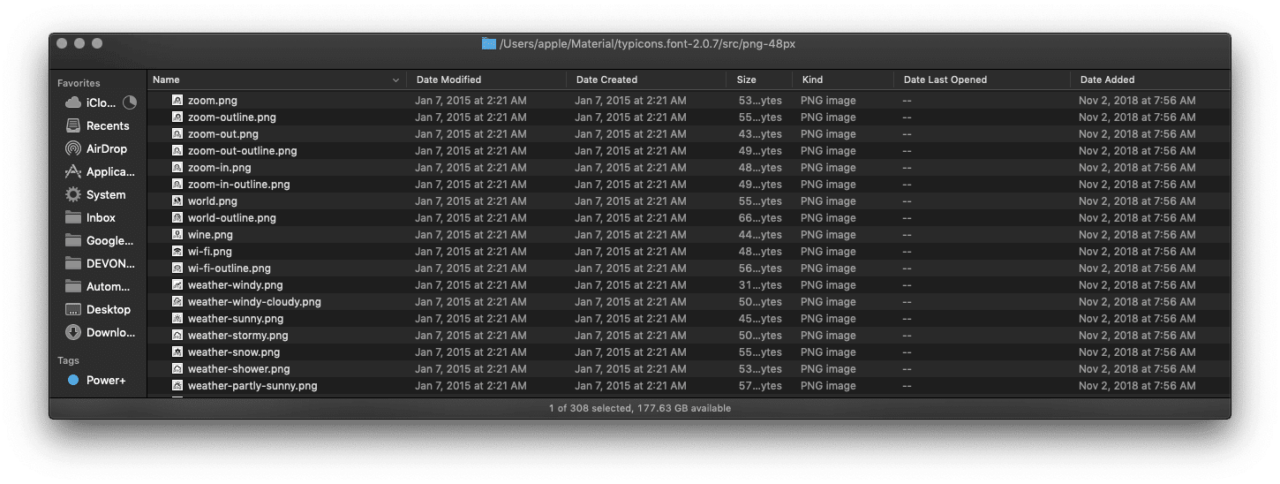 /Users/apple/Material/typicons.font-2.0.7/src/png-48px
Favorites
iClo...
Recents
AirDrop
Applica...
System
Inbox
Google...
DEVON...
Autom...
Desktop
Downlo...
Tags
Power+
Name Date Modified Date Created Size Kind Date Last Opened Date Added
zoom.png Jan 7, 2015 at 2:21 AM Jan 7, 2015 at 2:21 AM 53...ytes PNG image -- Nov 2, 2018 at 7:56 AM
zoom-outline.png Jan 7, 2015 at 2:21 AM Jan 7, 2015 at 2:21 AM 55...ytes PNG image -- Nov 2, 2018 at 7:56 AM
zoom-out.png Jan 7, 2015 at 2:21 AM Jan 7, 2015 at 2:21 AM 43...ytes PNG image -- Nov 2, 2018 at 7:56 AM
zoom-out-outline.png Jan 7, 2015 at 2:21 AM Jan 7, 2015 at 2:21 AM 49...ytes PNG image -- Nov 2, 2018 at 7:56 AM
zoom-in.png Jan 7, 2015 at 2:21 AM Jan 7, 2015 at 2:21 AM 48...ytes PNG image -- Nov 2, 2018 at 7:56 AM
zoom-in-outline.png Jan 7, 2015 at 2:21 AM Jan 7, 2015 at 2:21 AM 49...ytes PNG image -- Nov 2, 2018 at 7:56 AM
world.png Jan 7, 2015 at 2:21 AM Jan 7, 2015 at 2:21 AM 55...ytes PNG image -- Nov 2, 2018 at 7:56 AM
world-outline.png Jan 7, 2015 at 2:21 AM Jan 7, 2015 at 2:21 AM 66...ytes PNG image -- Nov 2, 2018 at 7:56 AM
wine.png Jan 7, 2015 at 2:21 AM Jan 7, 2015 at 2:21 AM 44...ytes PNG image -- Nov 2, 2018 at 7:56 AM
wi-fi.png Jan 7, 2015 at 2:21 AM Jan 7, 2015 at 2:21 AM 48...ytes PNG image -- Nov 2, 2018 at 7:56 AM
wi-fi-outline.png Jan 7, 2015 at 2:21 AM Jan 7, 2015 at 2:21 AM 56...ytes PNG image -- Nov 2, 2018 at 7:56 AM
weather-windy.png Jan 7, 2015 at 2:21 AM Jan 7, 2015 at 2:21 AM 31...ytes PNG image -- Nov 2, 2018 at 7:56 AM
weather-windy-cloudy.png Jan 7, 2015 at 2:21 AM Jan 7, 2015 at 2:21 AM 50...ytes PNG image -- Nov 2, 2018 at 7:56 AM
weather-sunny.png Jan 7, 2015 at 2:21 AM Jan 7, 2015 at 2:21 AM 45...ytes PNG image -- Nov 2, 2018 at 7:56 AM
weather-stormy.png Jan 7, 2015 at 2:21 AM Jan 7, 2015 at 2:21 AM 50...ytes PNG image -- Nov 2, 2018 at 7:56 AM
weather-snow.png Jan 7, 2015 at 2:21 AM Jan 7, 2015 at 2:21 AM 55...ytes PNG image -- Nov 2, 2018 at 7:56 AM
weather-shower.png Jan 7, 2015 at 2:21 AM Jan 7, 2015 at 2:21 AM 53...ytes PNG image -- Nov 2, 2018 at 7:56 AM
weather-partly-sunny.png Jan 7, 2015 at 2:21 AM Jan 7, 2015 at 2:21 AM 57...ytes PNG image -- Nov 2, 2018 at 7:56 AM
1 of 308 selected, 177.63 GB available